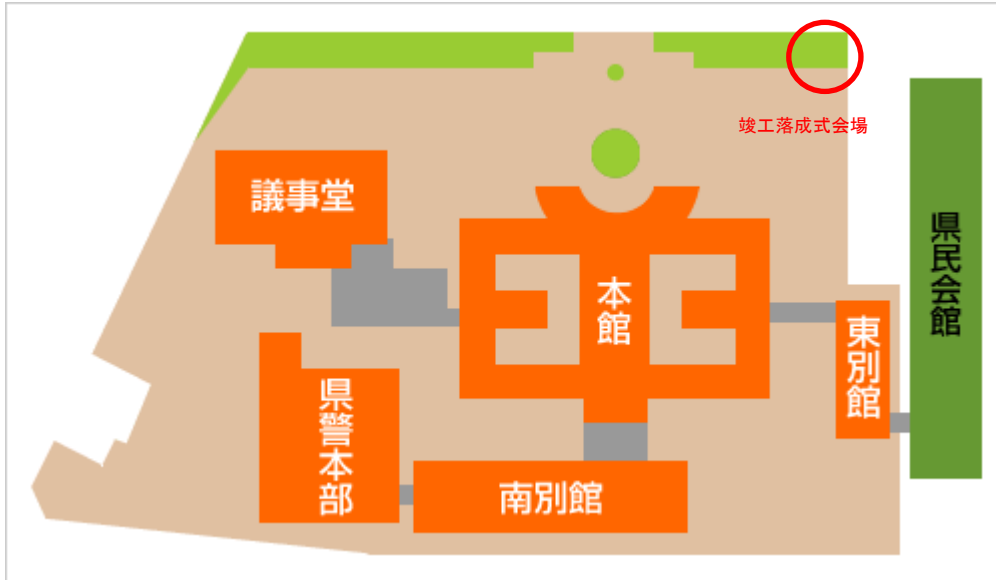 竣工落成式会場
議事堂
本館
県民会館
東別館
県警本部
南別館